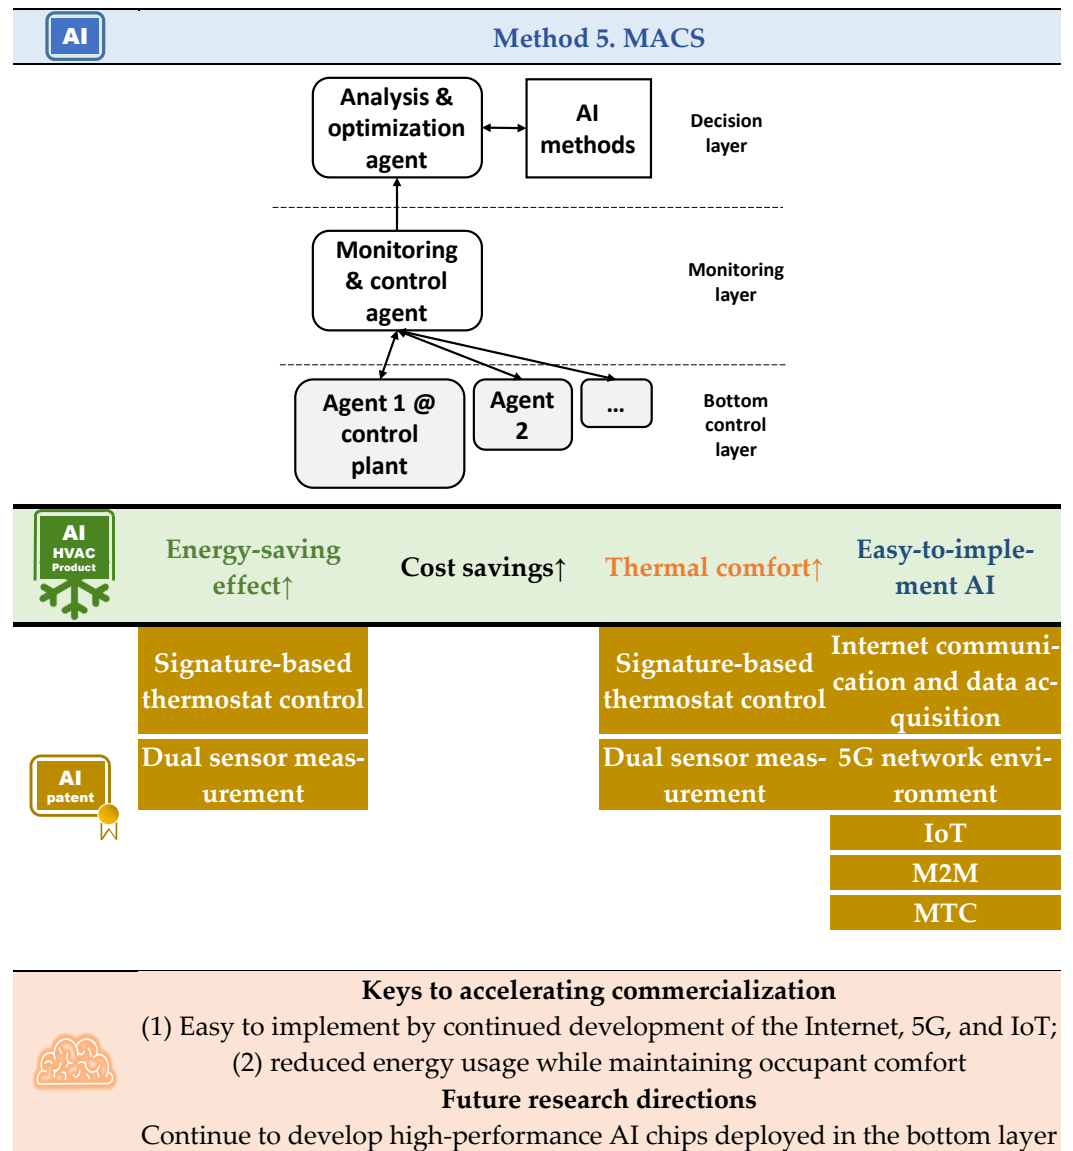 AI
Method 5. MACS
Analysis &
optimization
agent
AI
methods
Decision
layer
Monitoring
& control
agent
Monitoring
layer
Agent 1 @
control
plant
Agent
2
...
Bottom
control
layer
AI
HVAC
Product
Energy-saving
effect↑
Cost savings↑
Thermal comfort↑
Easy-to-imple-
ment AI
AI
patent
Signature-based
thermostat control
Signature-based
thermostat control
Internet communi-
cation and data ac-
quisition
Dual sensor meas-
urement
Dual sensor meas-
urement
5G network envi-
ronment
IoT
M2M
MTC
Keys to accelerating commercialization
(1) Easy to implement by continued development of the Internet, 5G, and IoT;
(2) reduced energy usage while maintaining occupant comfort
Future research directions
Continue to develop high-performance AI chips deployed in the bottom layer